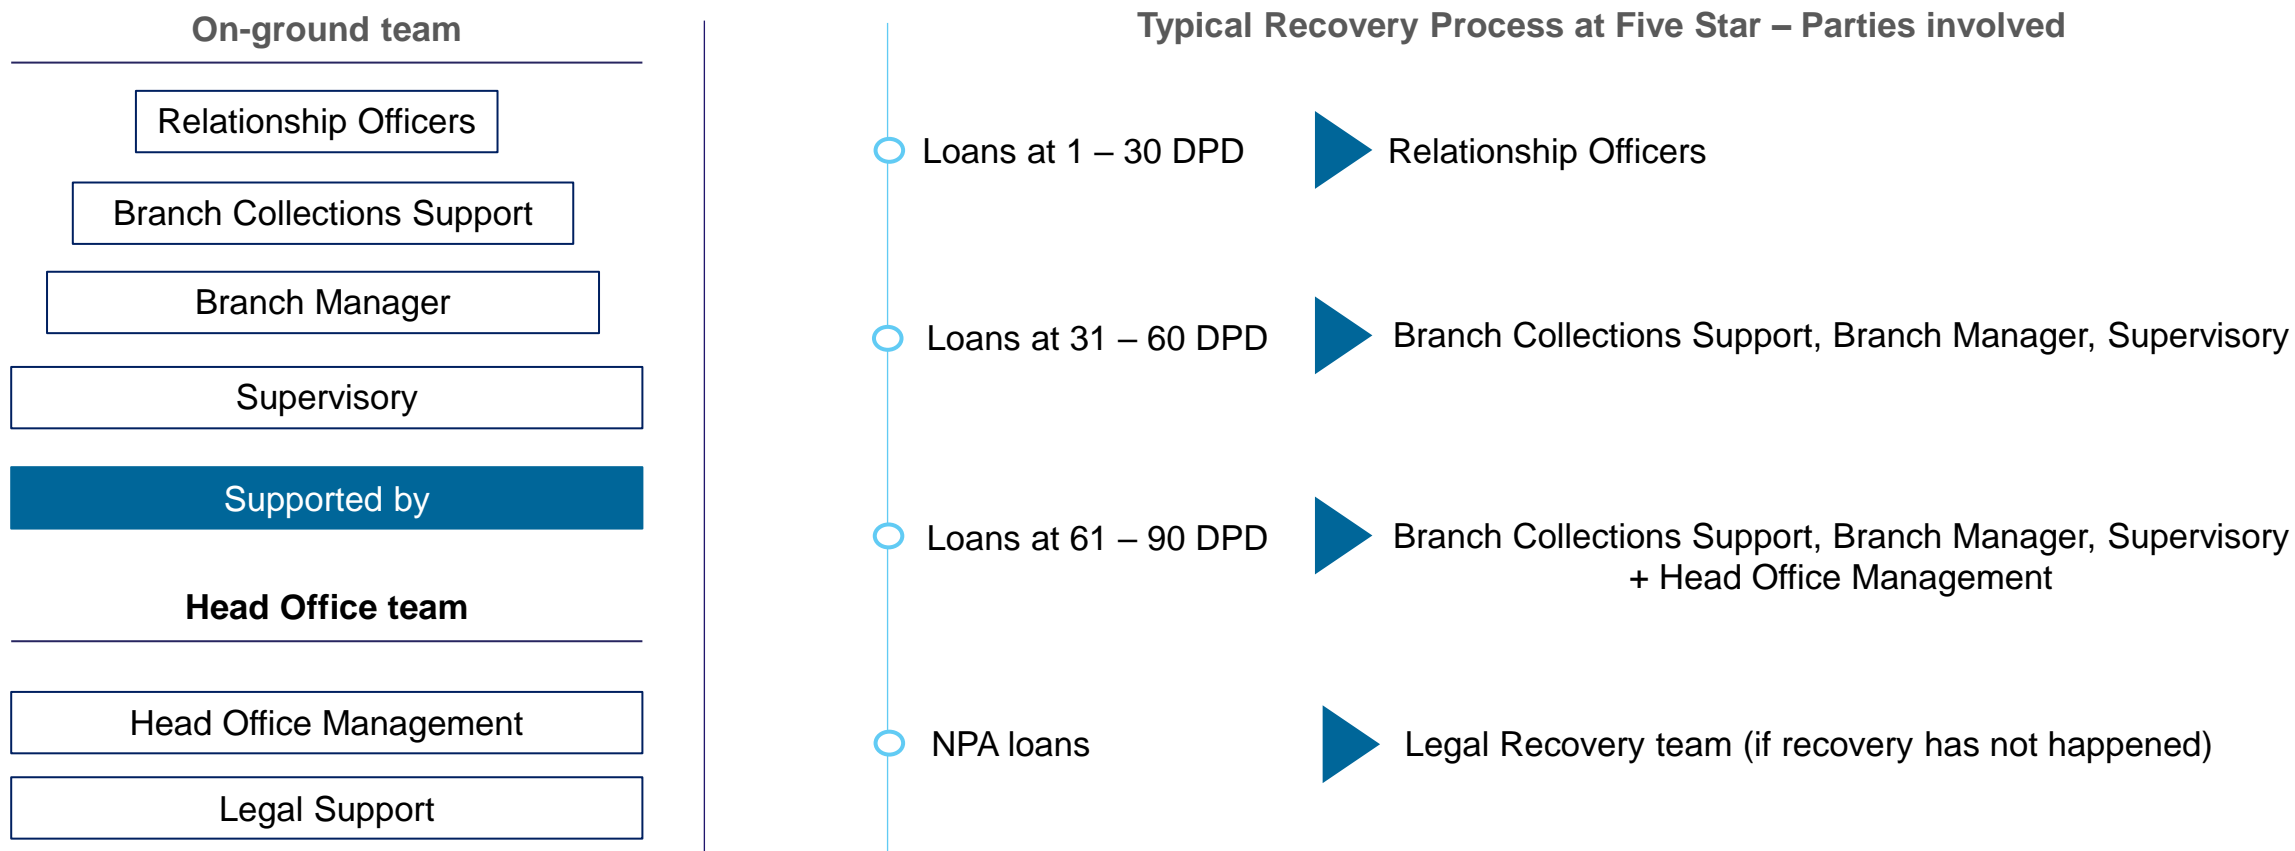 On-ground team
Relationship Officers
Branch Collections Support
Branch Manager
Supervisory
Supported by
Head Office team
Head Office Management
Legal Support
Typical Recovery Process at Five Star – Parties involved
Loans at 1 – 30 DPD
Relationship Officers
Loans at 31 – 60 DPD
Branch Collections Support, Branch Manager, Supervisory
Loans at 61 – 90 DPD
Branch Collections Support, Branch Manager, Supervisory
+ Head Office Management
NPA loans
Legal Recovery team (if recovery has not happened)